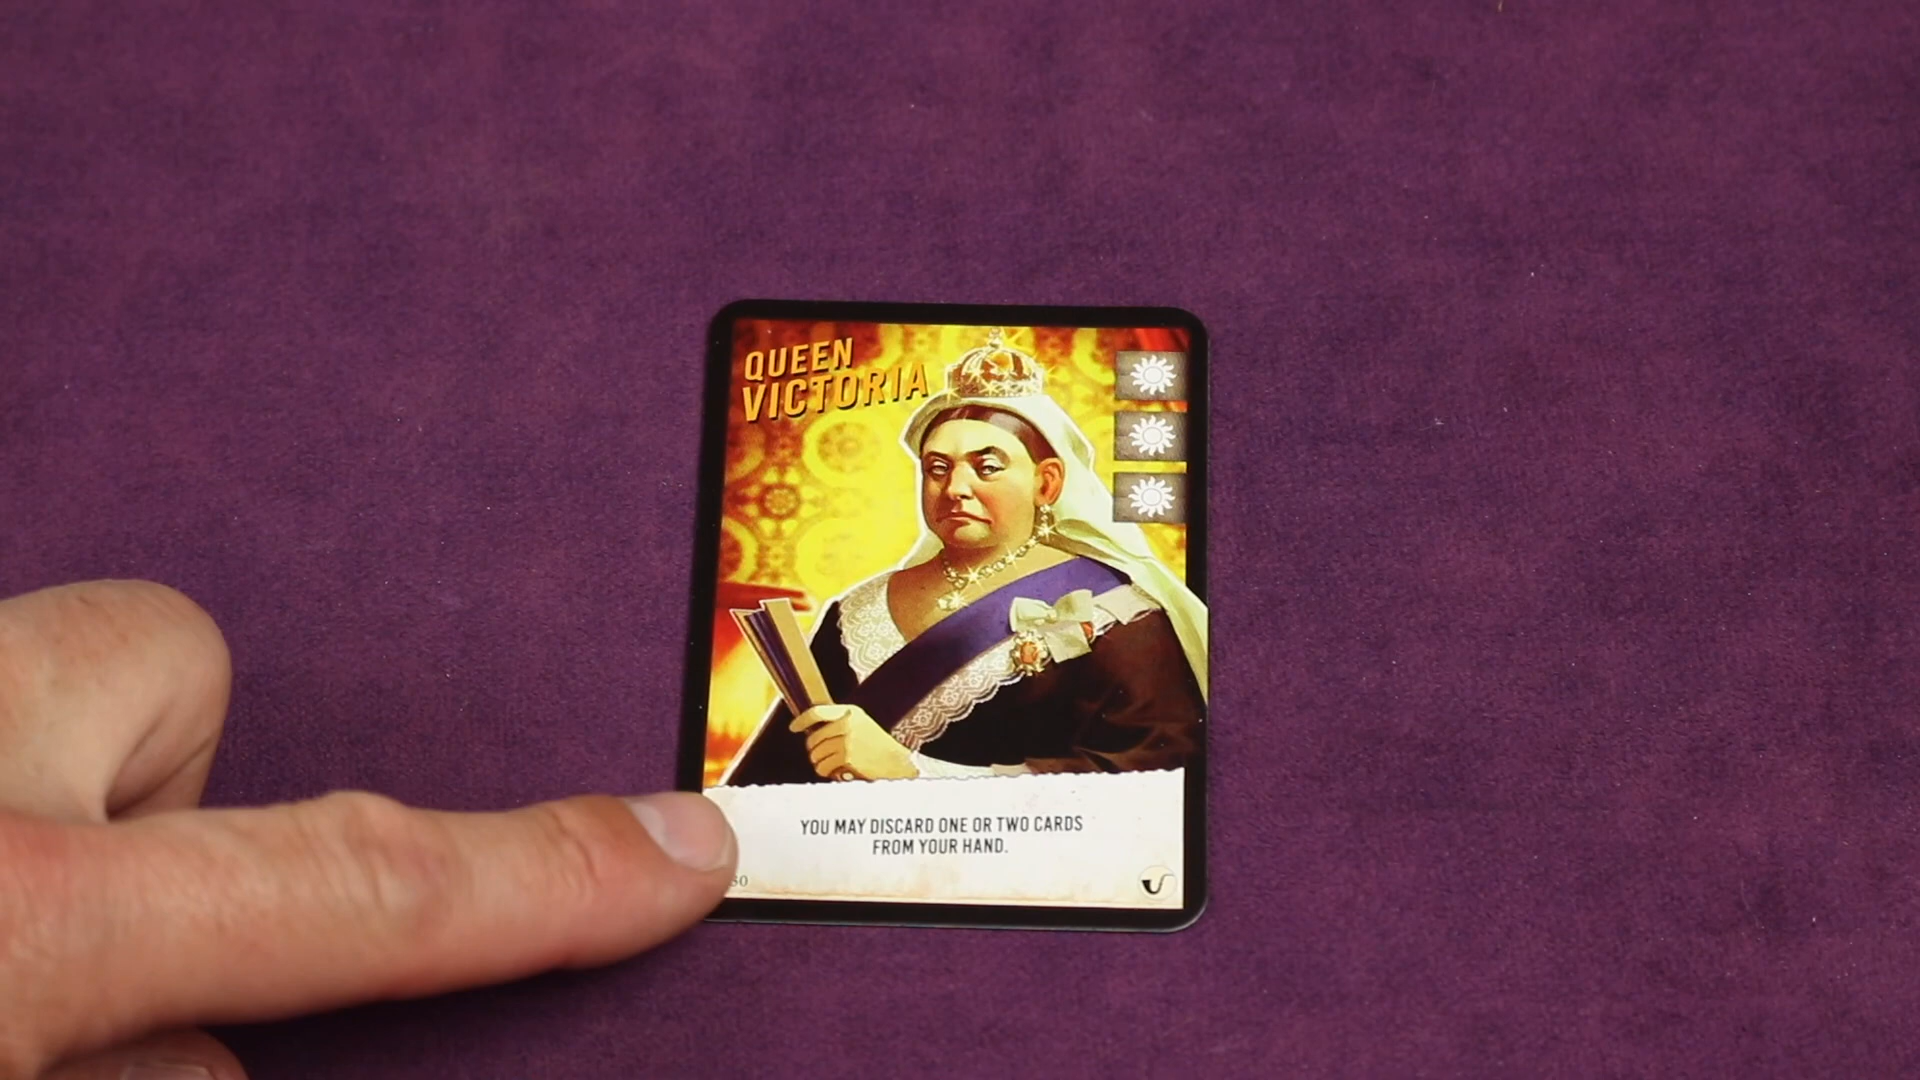 QUEEN
VICTORIA
YOU MAY DISCARD ONE OR TWO CARDS
FROM YOUR HAND.